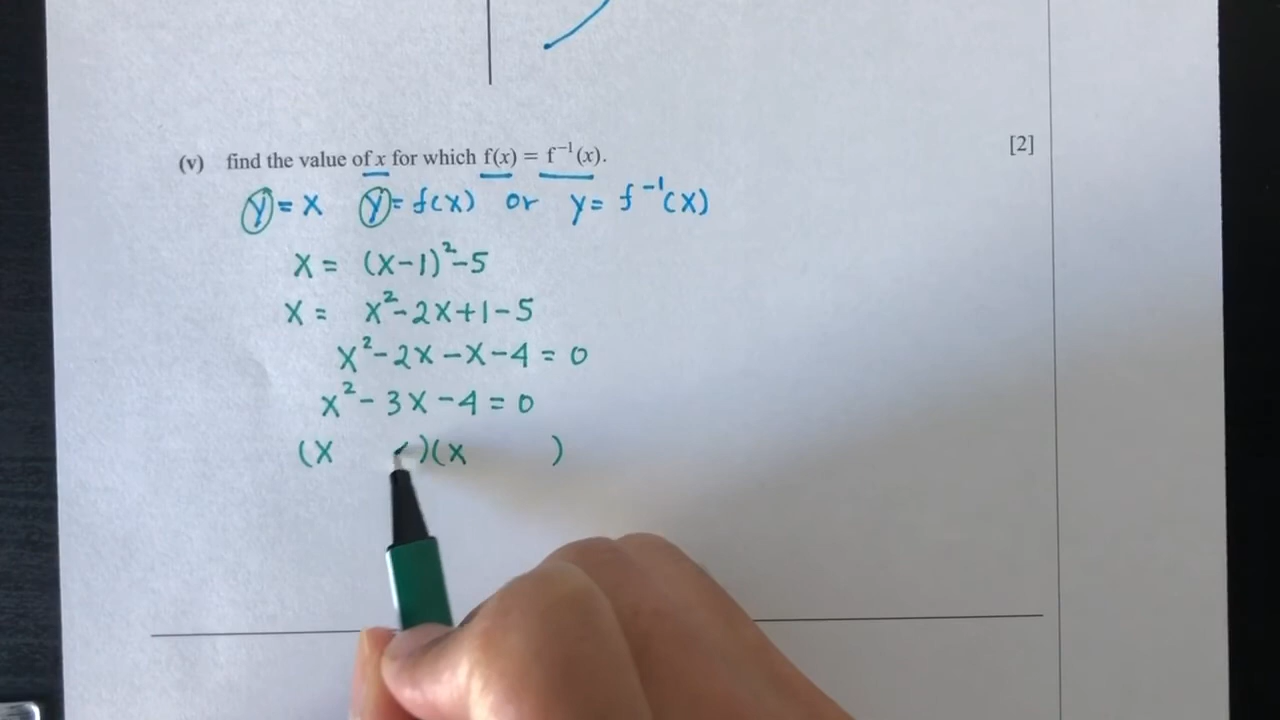 (v) find the value of x for which f(x) = f⁻¹(x). [2]
y = x y = f(x) or y = f⁻¹(x)
x = (x-1)²-5
x = x²-2x+1-5
x²-2x-x-4 = 0
x²-3x-4 = 0
(x )(x )